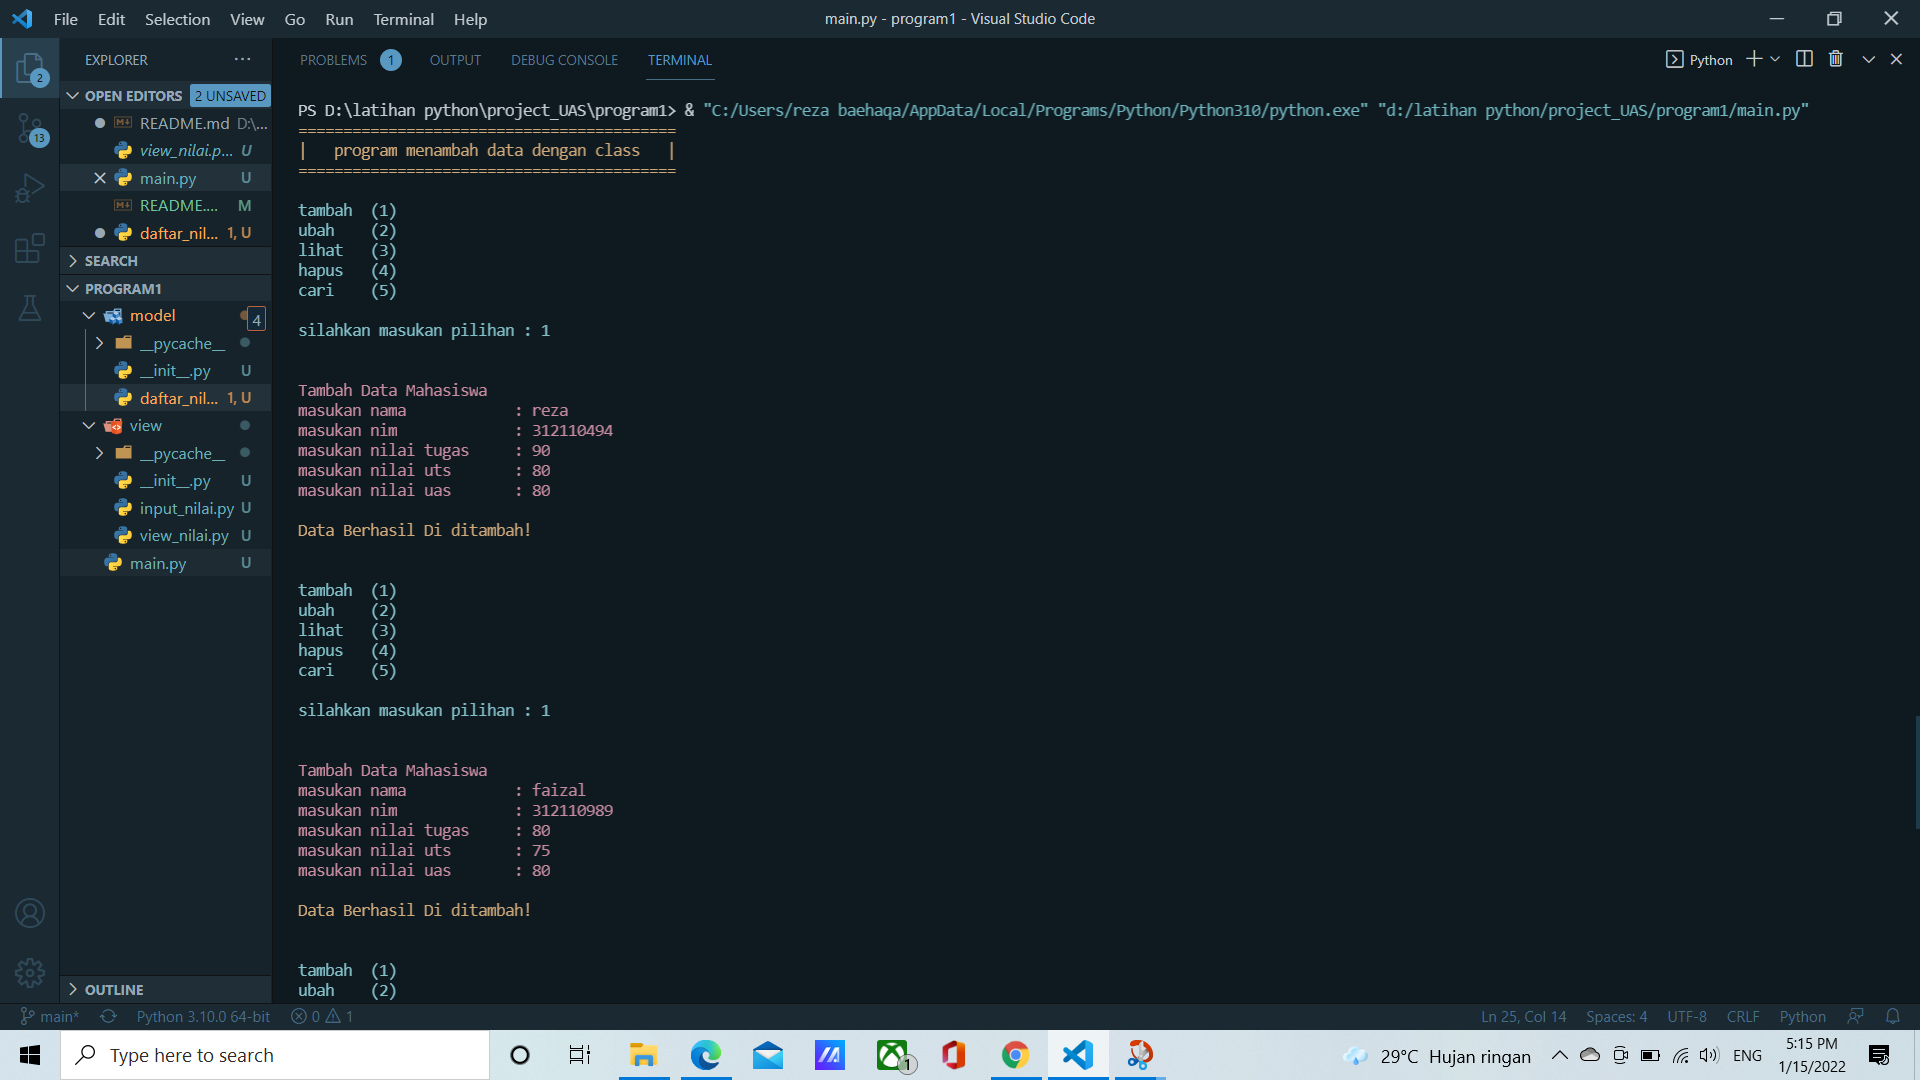 File Edit Selection View Go Run Terminal Help
main.py - program1 - Visual Studio Code
EXPLORER
OPEN EDITORS 2 UNSAVED
README.md D:\...
view_nilai.p... U
main.py U
README.... M
daftar_nil... 1, U
SEARCH
PROGRAM1
model 4
__pycache__
__init__.py U
daftar_nil... 1, U
view
__pycache__
__init__.py U
input_nilai.py U
view_nilai.py U
main.py U
OUTLINE
2
13
PROBLEMS 1 OUTPUT DEBUG CONSOLE TERMINAL
Python
PS D:\latihan python\project_UAS\program1> & "C:/Users/reza baehaqa/AppData/Local/Programs/Python/Python310/python.exe" "d:/latihan python/project_UAS/program1/main.py"
==========================================
|   program menambah data dengan class   |
==========================================
tambah  (1)
ubah    (2)
lihat   (3)
hapus   (4)
cari    (5)
silahkan masukan pilihan : 1
Tambah Data Mahasiswa
masukan nama            : reza
masukan nim             : 312110494
masukan nilai tugas     : 90
masukan nilai uts       : 80
masukan nilai uas       : 80
Data Berhasil Di ditambah!
tambah  (1)
ubah    (2)
lihat   (3)
hapus   (4)
cari    (5)
silahkan masukan pilihan : 1
Tambah Data Mahasiswa
masukan nama            : faizal
masukan nim             : 312110989
masukan nilai tugas     : 80
masukan nilai uts       : 75
masukan nilai uas       : 80
Data Berhasil Di ditambah!
tambah  (1)
ubah    (2)
main* Python 3.10.0 64-bit 0 1
Ln 25, Col 14 Spaces: 4 UTF-8 CRLF Python
Type here to search
1
29°C Hujan ringan
ENG
5:15 PM
1/15/2022